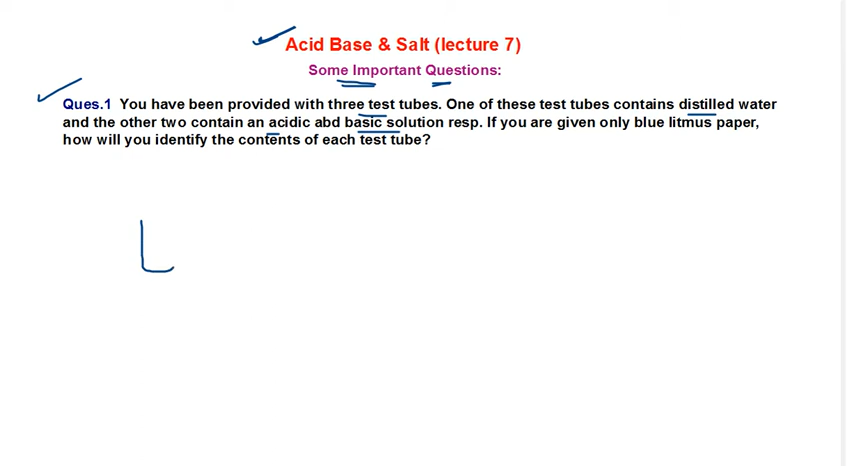 Acid Base & Salt (lecture 7)
Some Important Questions:
Ques.1 You have been provided with three test tubes. One of these test tubes contains distilled water
and the other two contain an acidic abd basic solution resp. If you are given only blue litmus paper,
how will you identify the contents of each test tube?